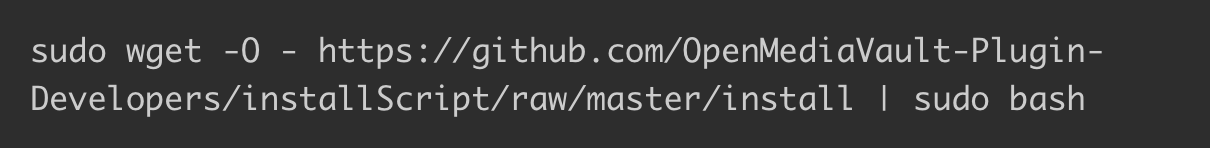 sudo wget -O - https://github.com/OpenMediaVault-Plugin-
Developers/installScript/raw/master/install | sudo bash